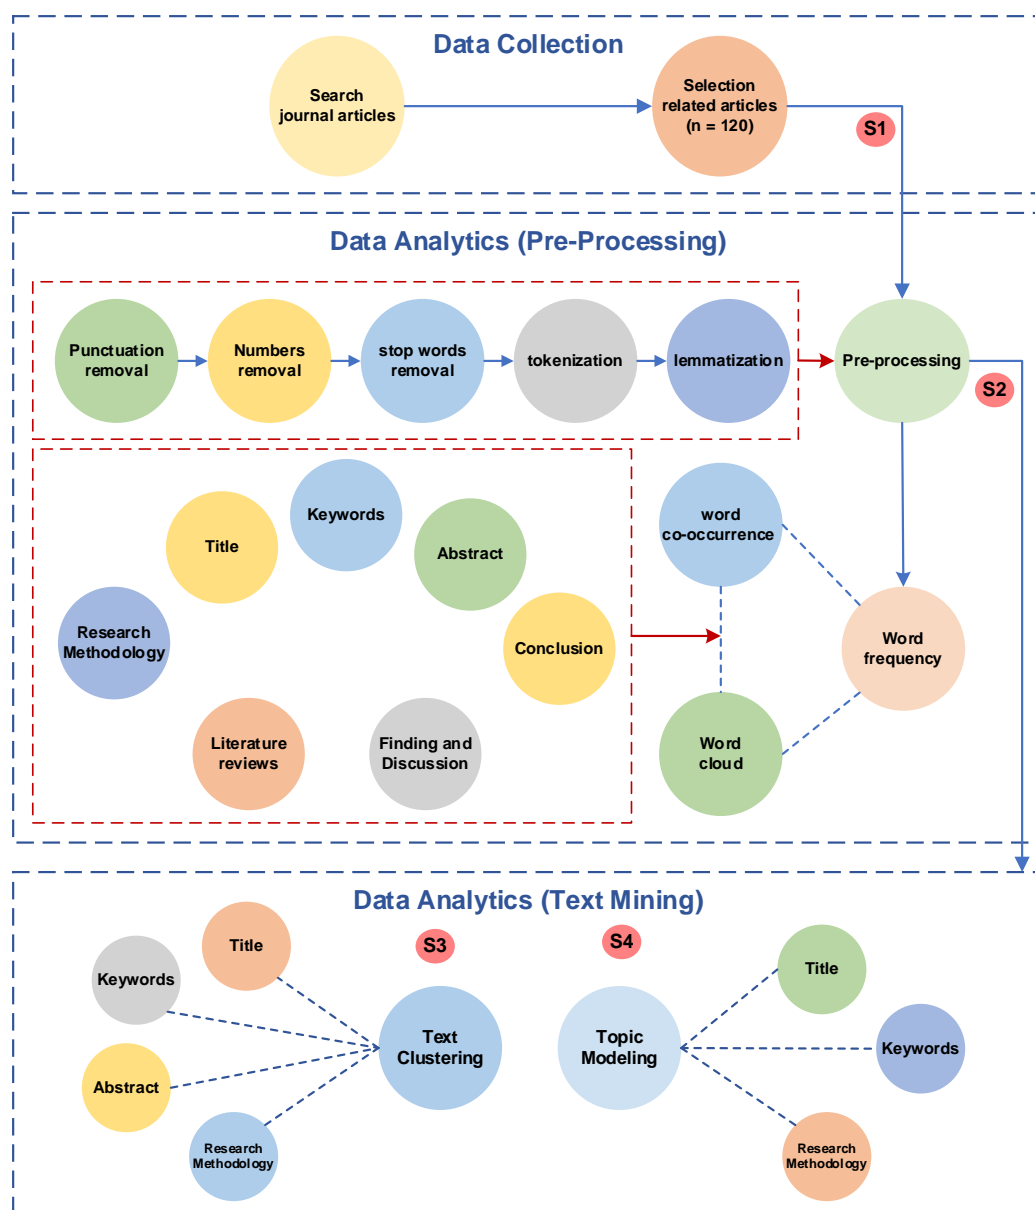 Data Collection
Search
journal articles
Selection
related articles
(n = 120)
S1
Data Analytics (Pre-Processing)
Punctuation
removal
Numbers
removal
stop words
removal
tokenization
lemmatization
Pre-processing
S2
Keywords
Title
Abstract
Research
Methodology
Conclusion
Literature
reviews
Finding and
Discussion
word
co-occurrence
Word
frequency
Word
cloud
Data Analytics (Text Mining)
S3
S4
Title
Keywords
Abstract
Research
Methodology
Text
Clustering
Topic
Modeling
Title
Keywords
Research
Methodology